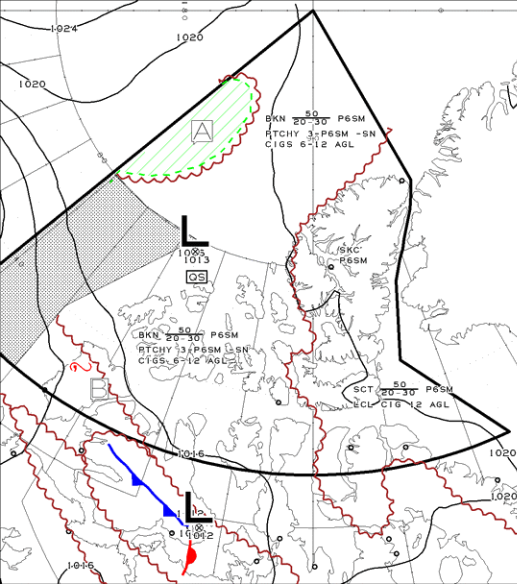 1024
1020
1020
A
50
BKN 20-30 P6SM
PTCHY 3-P6SM -SN
CIGS 6-12 AGL
L
1013
QS
SKC
P6SM
50
BKN 20-30 P6SM
PTCHY 3-P6SM -SN
CIGS 6-12 AGL
B
50
SCT 20-30 P6SM
LCL CIG 12 AGL
1016
1020
1020
L
1012
1016